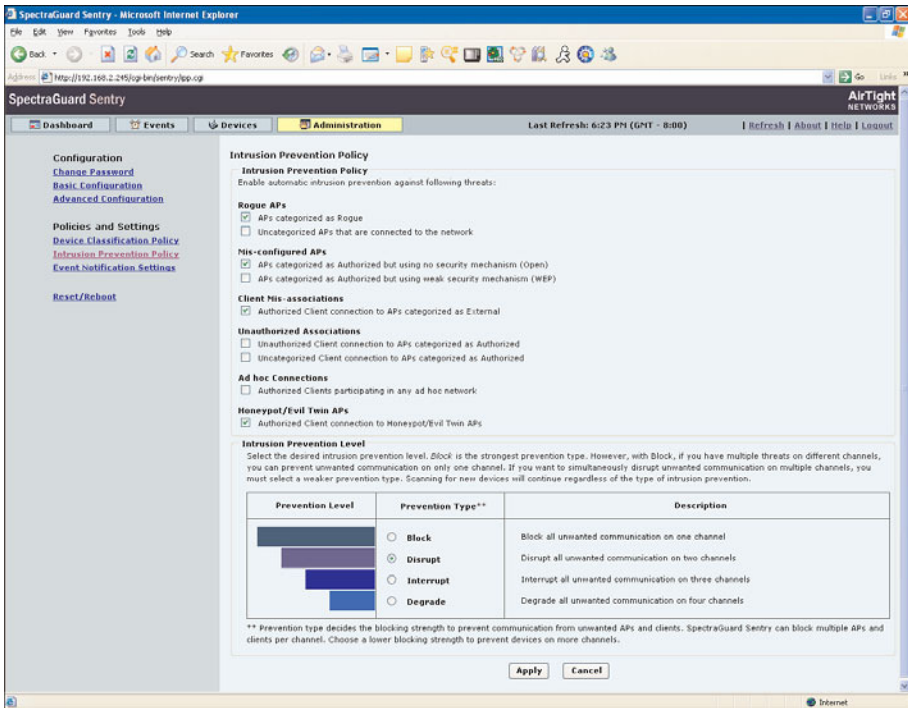 SpectraGuard Sentry - Microsoft Internet Explorer
File Edit View Favorites Tools Help
Back Search Favorites
Address http://192.168.2.245/cgi-bin/sentry/ipp.cgi Go Links
SpectraGuard Sentry
AirTight
NETWORKS
Dashboard Events Devices Administration Last Refresh: 6:23 PM (GMT - 8:00) | Refresh | About | Help | Logout
Configuration
Change Password
Basic Configuration
Advanced Configuration
Policies and Settings
Device Classification Policy
Intrusion Prevention Policy
Event Notification Settings
Reset/Reboot
Intrusion Prevention Policy
Intrusion Prevention Policy
Enable automatic intrusion prevention against following threats:
Rogue APs
APs categorized as Rogue
Uncategorized APs that are connected to the network
Mis-configured APs
APs categorized as Authorized but using no security mechanism (Open)
APs categorized as Authorized but using weak security mechanism (WEP)
Client Mis-associations
Authorized Client connection to APs categorized as External
Unauthorized Associations
Unauthorized Client connection to APs categorized as Authorized
Uncategorized Client connection to APs categorized as Authorized
Ad hoc Connections
Authorized Clients participating in any ad hoc network
Honeypot/Evil Twin APs
Authorized Client connection to Honeypot/Evil Twin APs
Intrusion Prevention Level
Select the desired intrusion prevention level. Block is the strongest prevention type. However, with Block, if you have multiple threats on different channels,
you can prevent unwanted communication on only one channel. If you want to simultaneously disrupt unwanted communication on multiple channels, you
must select a weaker prevention type. Scanning for new devices will continue regardless of the type of intrusion prevention.
Prevention Level Prevention Type** Description
Block Block all unwanted communication on one channel
Disrupt Disrupt all unwanted communication on two channels
Interrupt Interrupt all unwanted communication on three channels
Degrade Degrade all unwanted communication on four channels
** Prevention type decides the blocking strength to prevent communication from unwanted APs and clients. SpectraGuard Sentry can block multiple APs and
clients per channel. Choose a lower blocking strength to prevent devices on more channels.
Apply Cancel
Internet